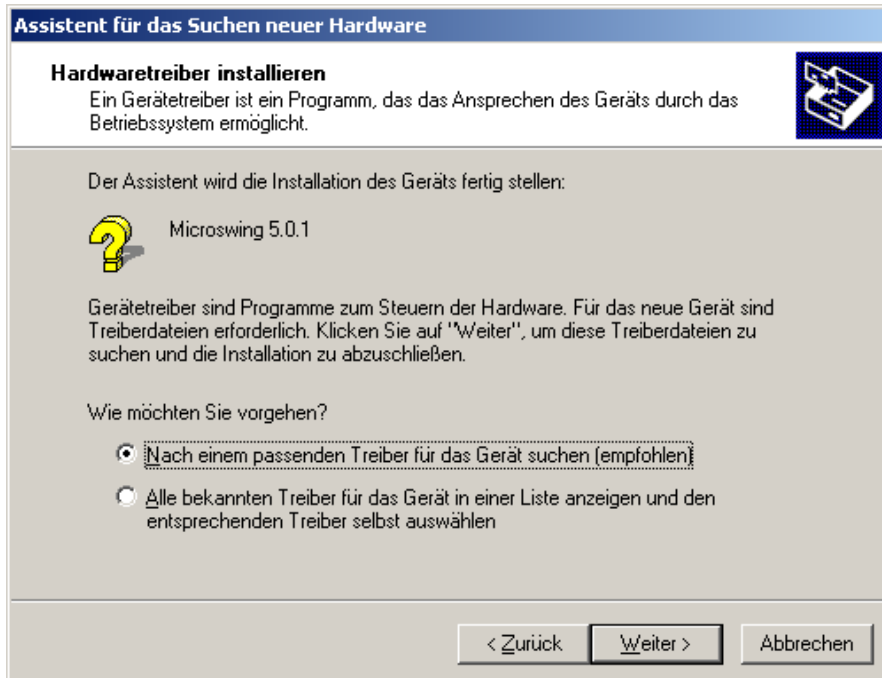 Assistent für das Suchen neuer Hardware
Hardwaretreiber installieren
Ein Gerätetreiber ist ein Programm, das das Ansprechen des Geräts durch das
Betriebssystem ermöglicht.
Der Assistent wird die Installation des Geräts fertig stellen:
Microswing 5.0.1
Gerätetreiber sind Programme zum Steuern der Hardware. Für das neue Gerät sind
Treiberdateien erforderlich. Klicken Sie auf "Weiter", um diese Treiberdateien zu
suchen und die Installation zu abzuschließen.
Wie möchten Sie vorgehen?
Nach einem passenden Treiber für das Gerät suchen (empfohlen)
Alle bekannten Treiber für das Gerät in einer Liste anzeigen und den
entsprechenden Treiber selbst auswählen
< Zurück Weiter > Abbrechen